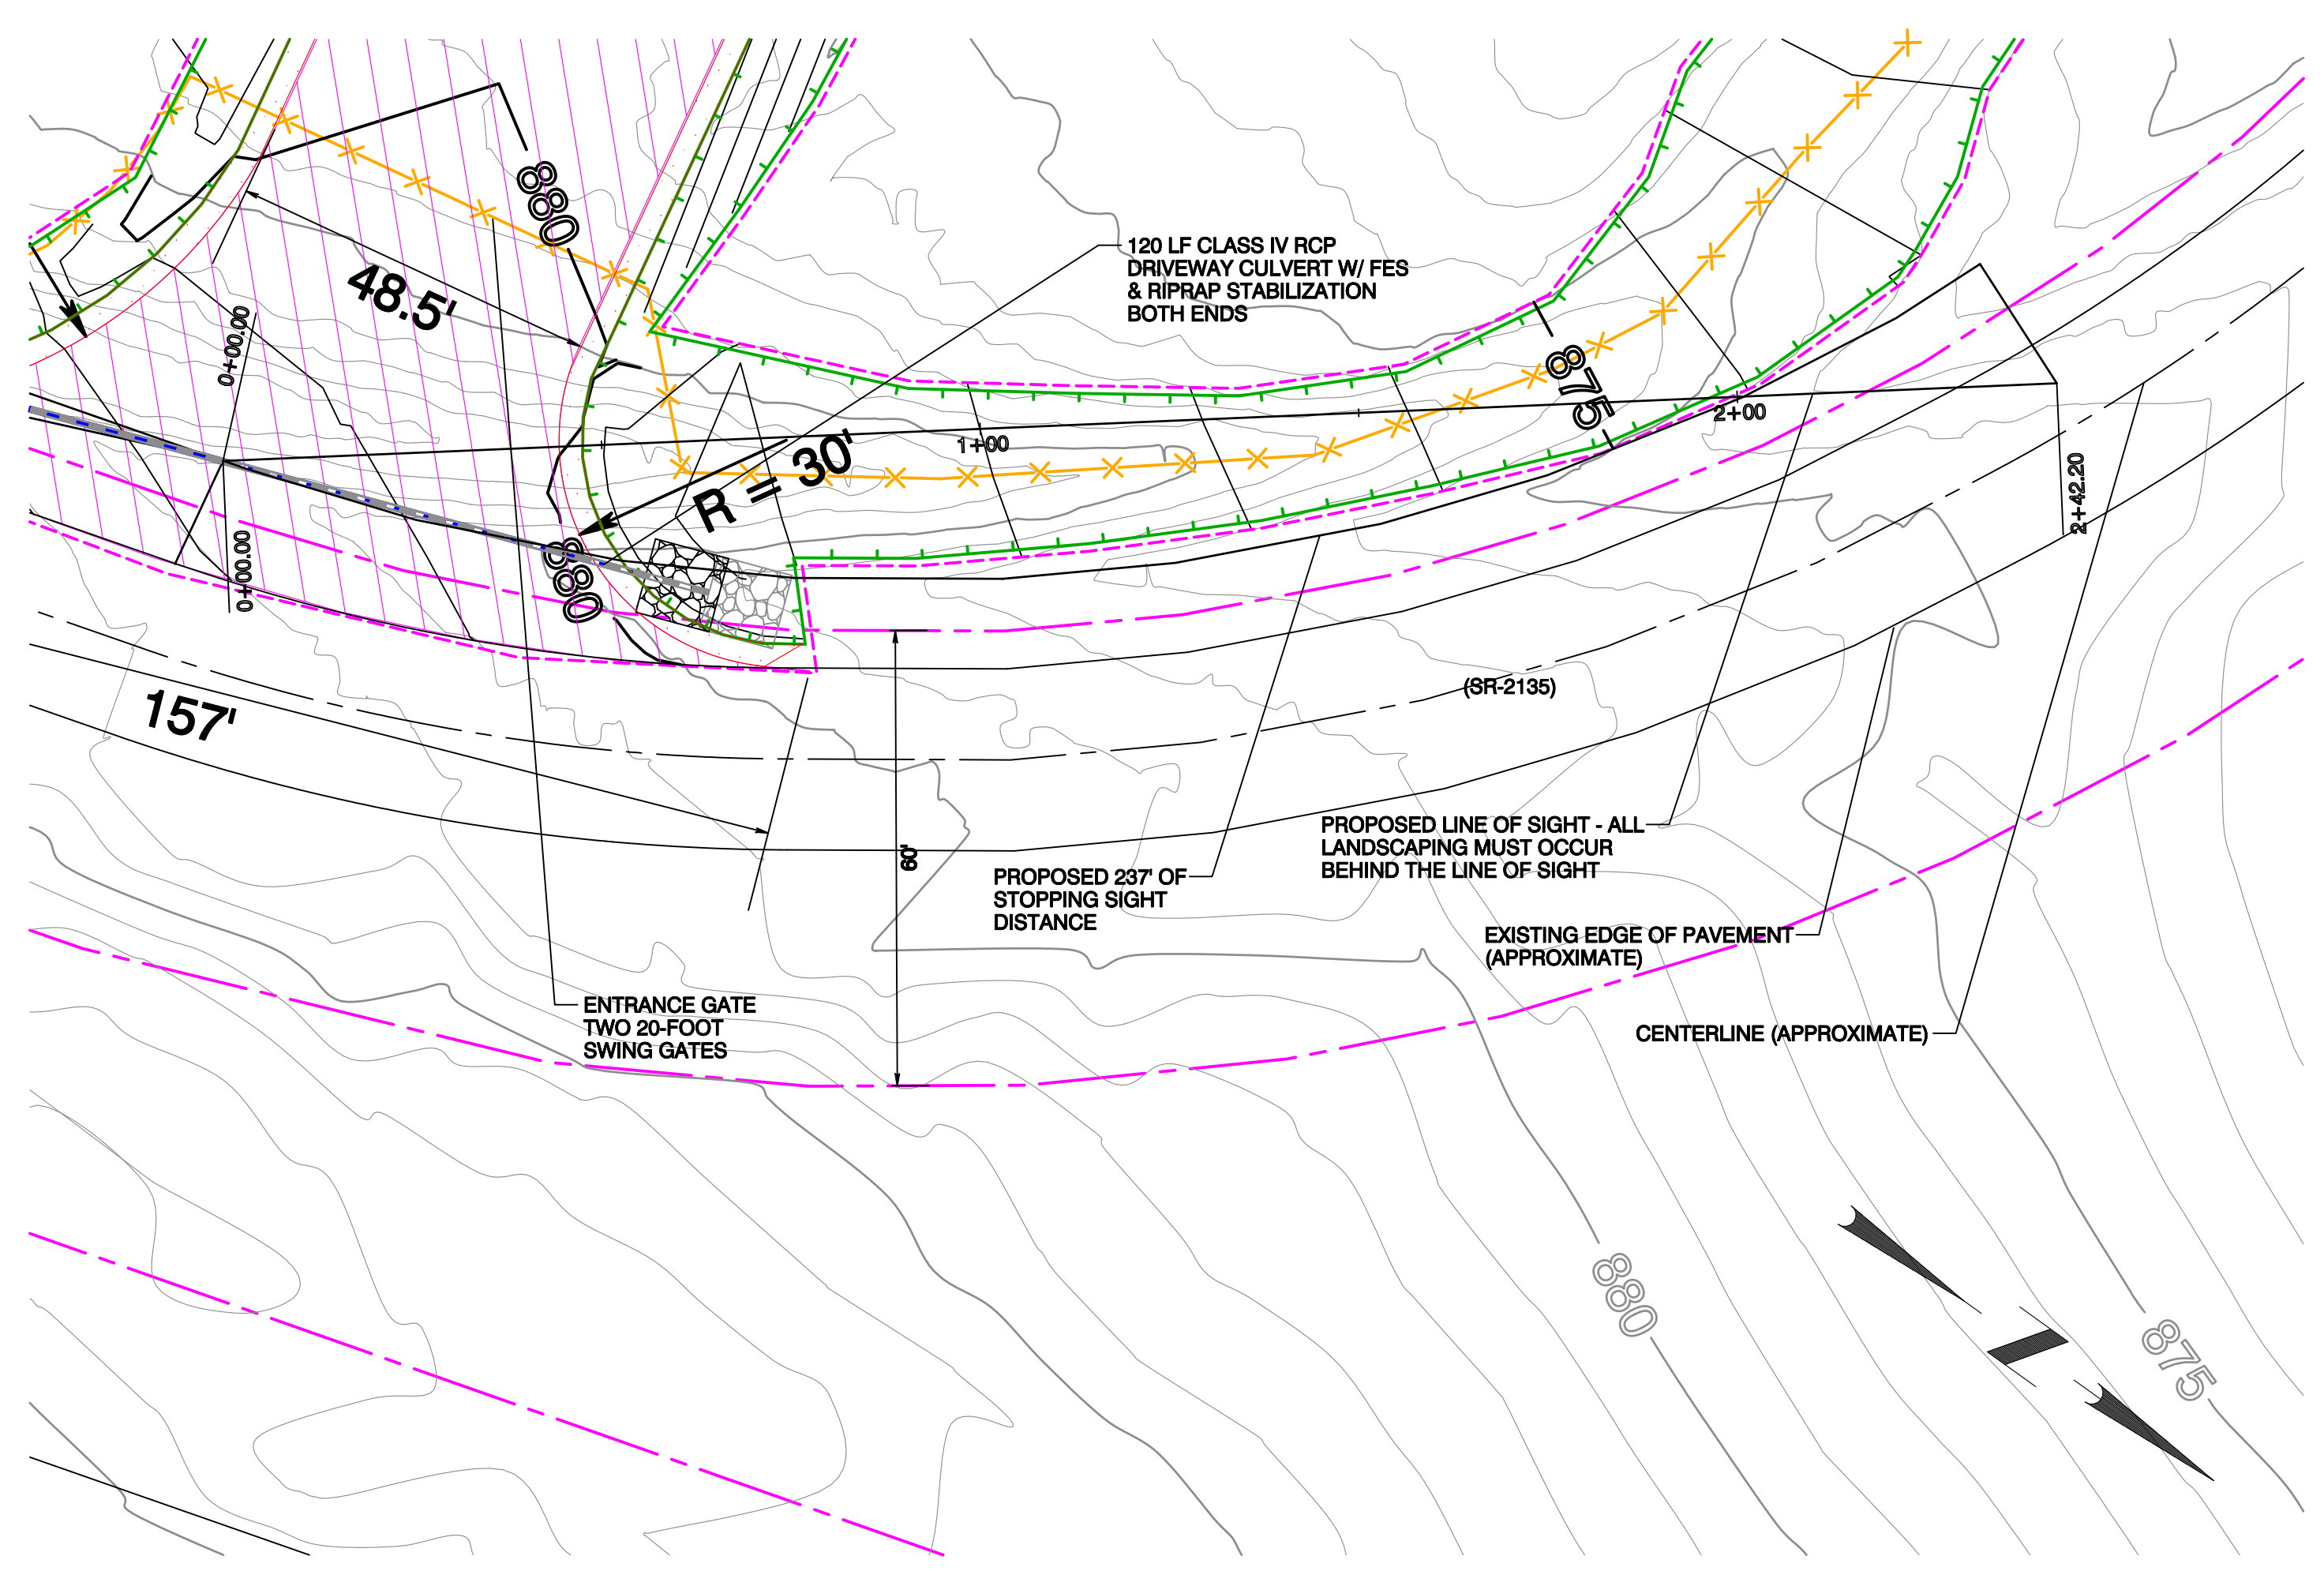 880
48.5'
0+00.00
120 LF CLASS IV RCP
DRIVEWAY CULVERT W/ FES
& RIPRAP STABILIZATION
BOTH ENDS
875
2+00
1+00
R = 30'
2+42.20
0+00.00
880
(SR-2135)
157'
60'
PROPOSED 237' OF
STOPPING SIGHT
DISTANCE
PROPOSED LINE OF SIGHT - ALL
LANDSCAPING MUST OCCUR
BEHIND THE LINE OF SIGHT
EXISTING EDGE OF PAVEMENT
(APPROXIMATE)
ENTRANCE GATE
TWO 20-FOOT
SWING GATES
CENTERLINE (APPROXIMATE)
880
875